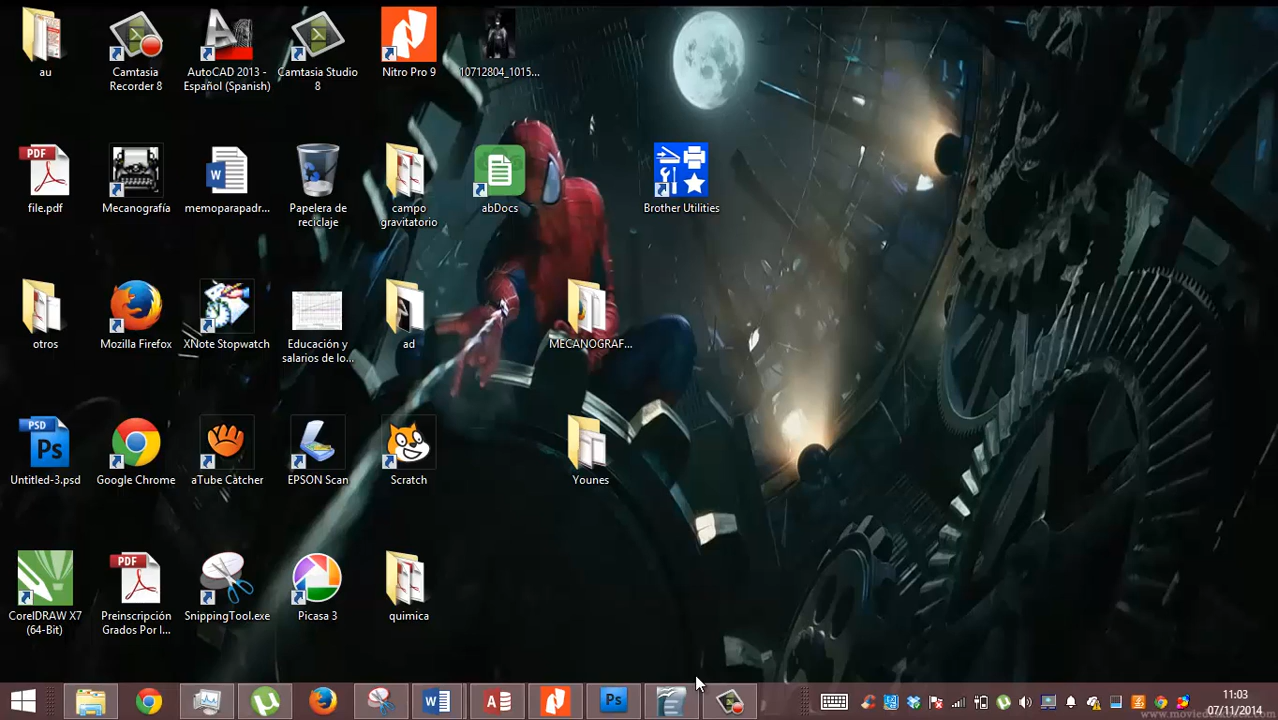 au
Camtasia
Recorder 8
AutoCAD 2013 -
Español (Spanish)
Camtasia Studio
8
Nitro Pro 9
10712804_1015...
PDF
file.pdf
Mecanografía
W
memoparapadr...
Papelera de
reciclaje
campo
gravitatorio
abDocs
Brother Utilities
otros
Mozilla Firefox
XNote Stopwatch
Educación y
salarios de lo...
ad
MECANOGRAF...
PSD
Ps
Untitled-3.psd
Google Chrome
aTube Catcher
EPSON Scan
Scratch
Younes
CorelDRAW X7
(64-Bit)
PDF
Preinscripción
Grados Por I...
SnippingTool.exe
Picasa 3
quimica
W
A
Ps
11:03
07/11/2014